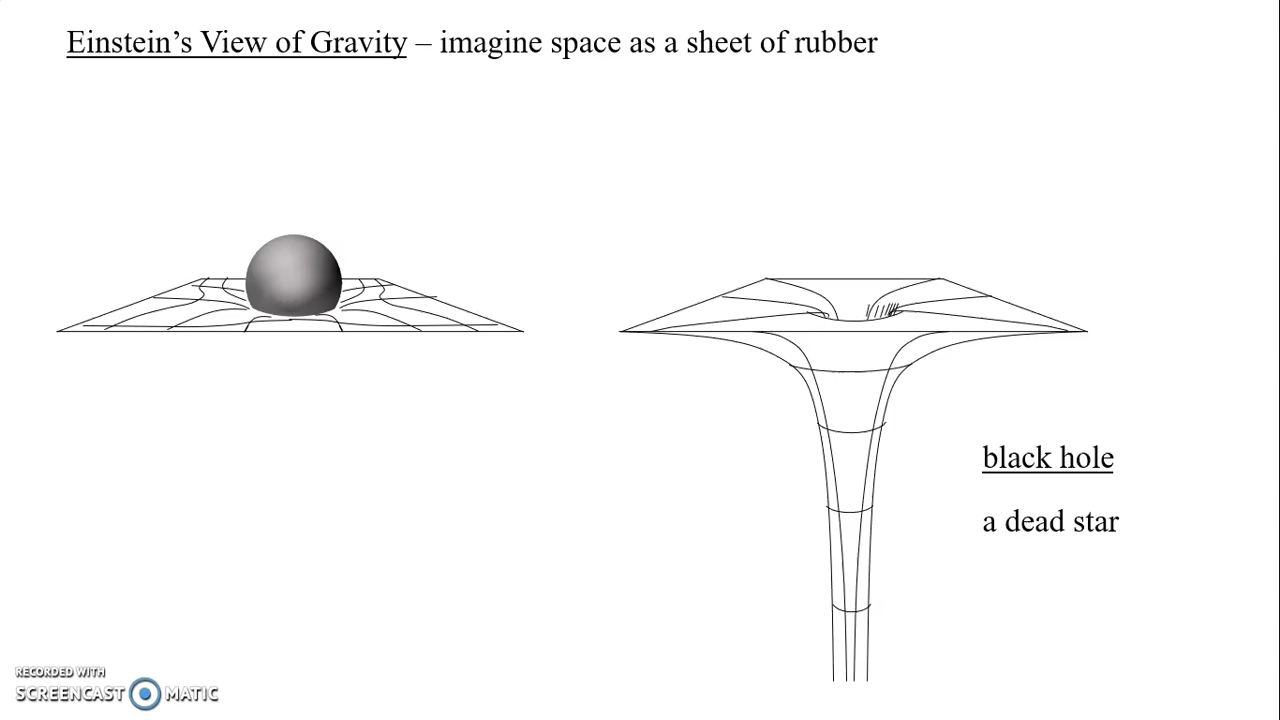 Einstein’s View of Gravity – imagine space as a sheet of rubber
black hole
a dead star
RECORDED WITH
SCREENCAST MATIC